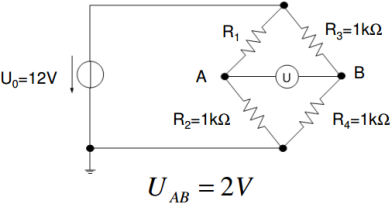 R₁
R₃=1kΩ
U₀=12V
A
U
B
R₂=1kΩ
R₄=1kΩ
U_AB = 2V